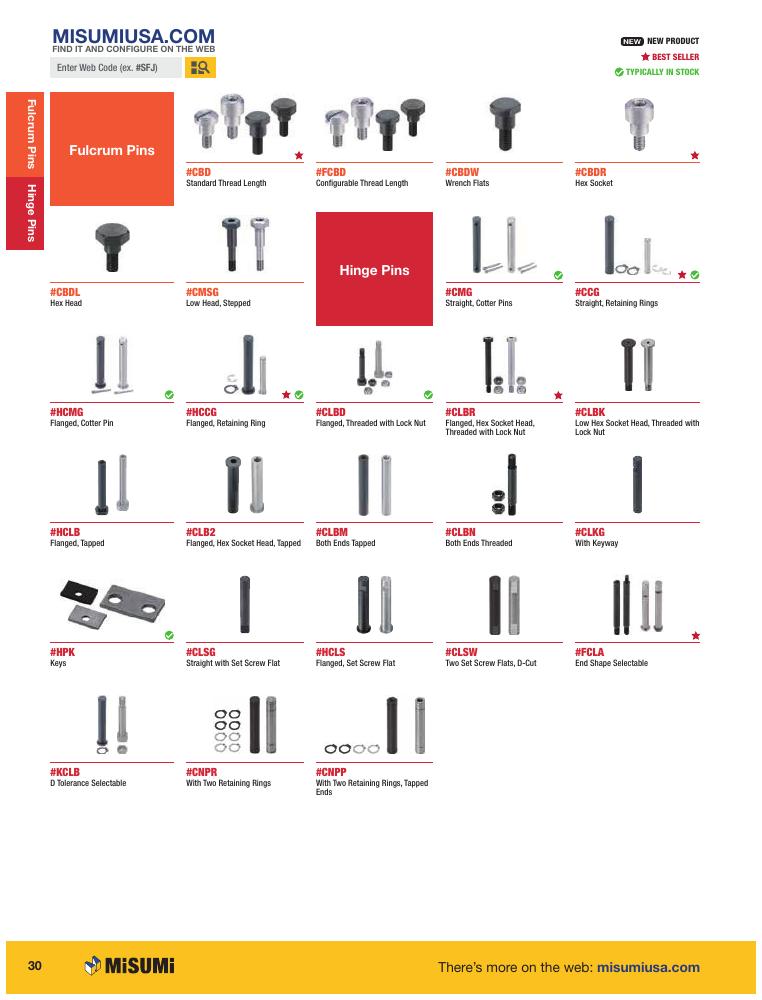 MISUMIUSA.COM
FIND IT AND CONFIGURE ON THE WEB
Enter Web Code (ex. #SFJ)
NEW NEW PRODUCT
BEST SELLER
TYPICALLY IN STOCK
Fulcrum Pins
Hinge Pins
Fulcrum Pins
#CBD
Standard Thread Length
#FCBD
Configurable Thread Length
#CBDW
Wrench Flats
#CBDR
Hex Socket
#CBDL
Hex Head
#CMSG
Low Head, Stepped
Hinge Pins
#CMG
Straight, Cotter Pins
#CCG
Straight, Retaining Rings
#HCMG
Flanged, Cotter Pin
#HCCG
Flanged, Retaining Ring
#CLBD
Flanged, Threaded with Lock Nut
#CLBR
Flanged, Hex Socket Head,
Threaded with Lock Nut
#CLBK
Low Hex Socket Head, Threaded with
Lock Nut
#HCLB
Flanged, Tapped
#CLB2
Flanged, Hex Socket Head, Tapped
#CLBM
Both Ends Tapped
#CLBN
Both Ends Threaded
#CLKG
With Keyway
#HPK
Keys
#CLSG
Straight with Set Screw Flat
#HCLS
Flanged, Set Screw Flat
#CLSW
Two Set Screw Flats, D-Cut
#FCLA
End Shape Selectable
#KCLB
D Tolerance Selectable
#CNPR
With Two Retaining Rings
#CNPP
With Two Retaining Rings, Tapped
Ends
30
MiSUMi
There's more on the web: misumiusa.com